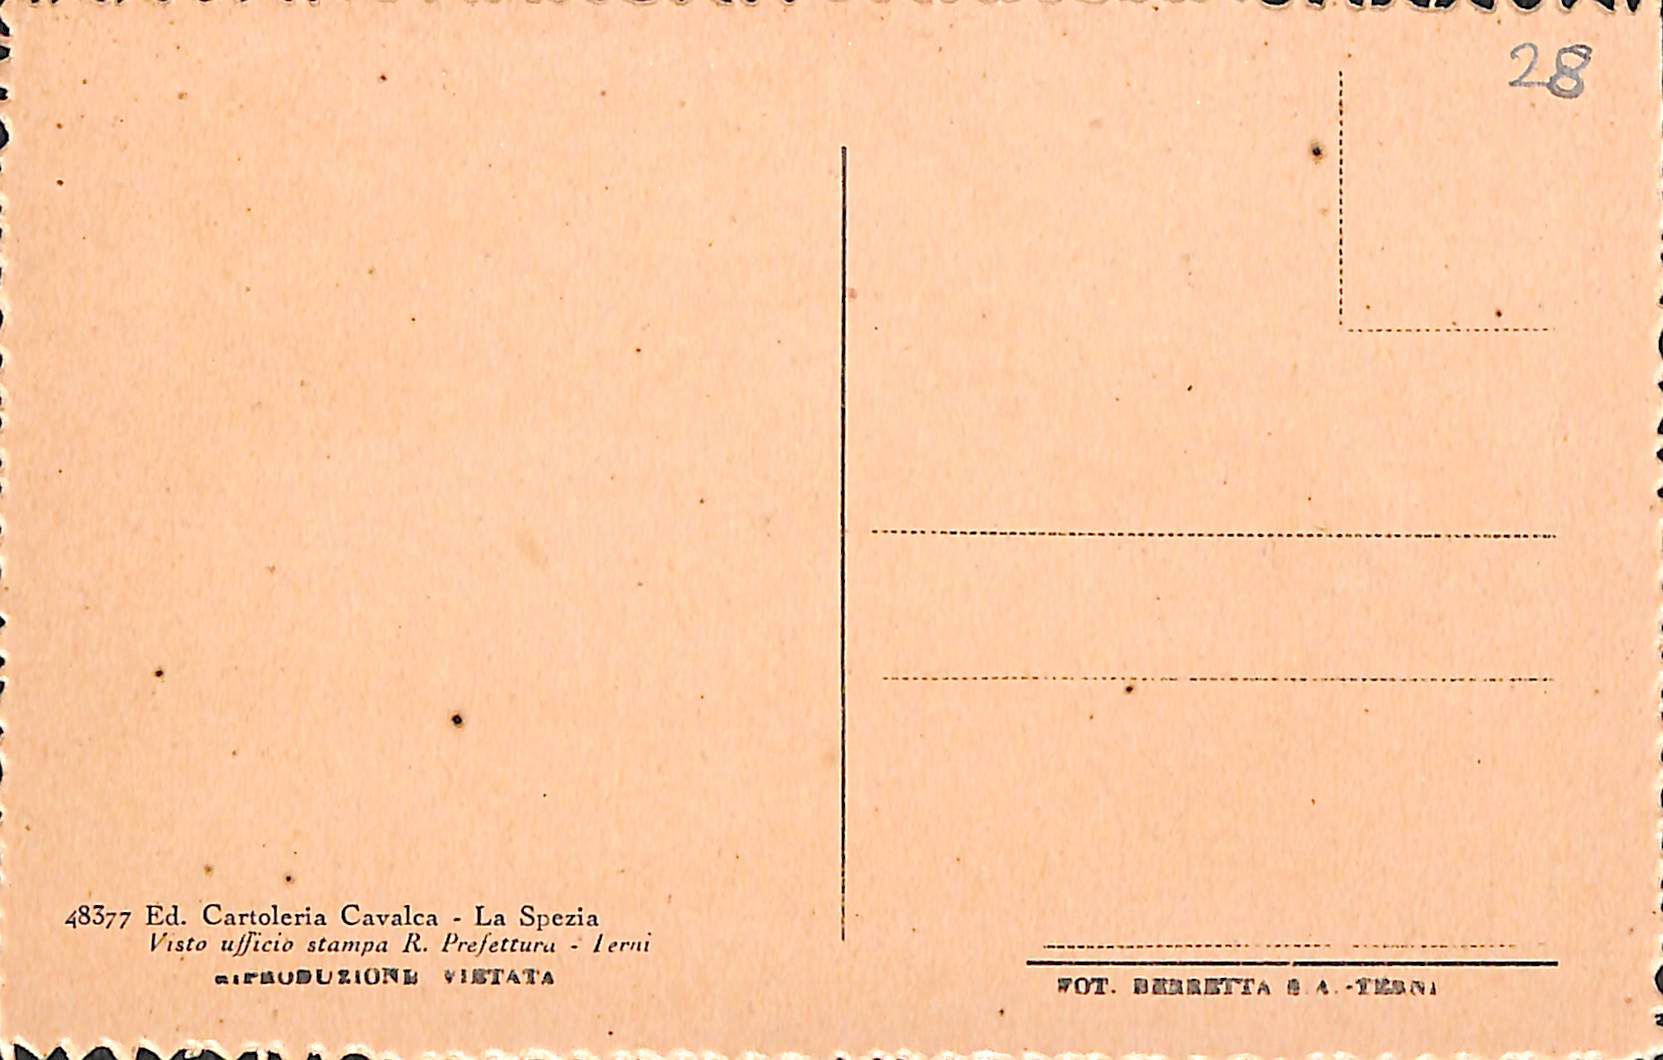 28
48377 Ed. Cartoleria Cavalca - La Spezia
Visto ufficio stampa R. Prefettura - Terni
RIPRODUZIONE VIETATA
FOT. BERRETTA S. A. - TERNI